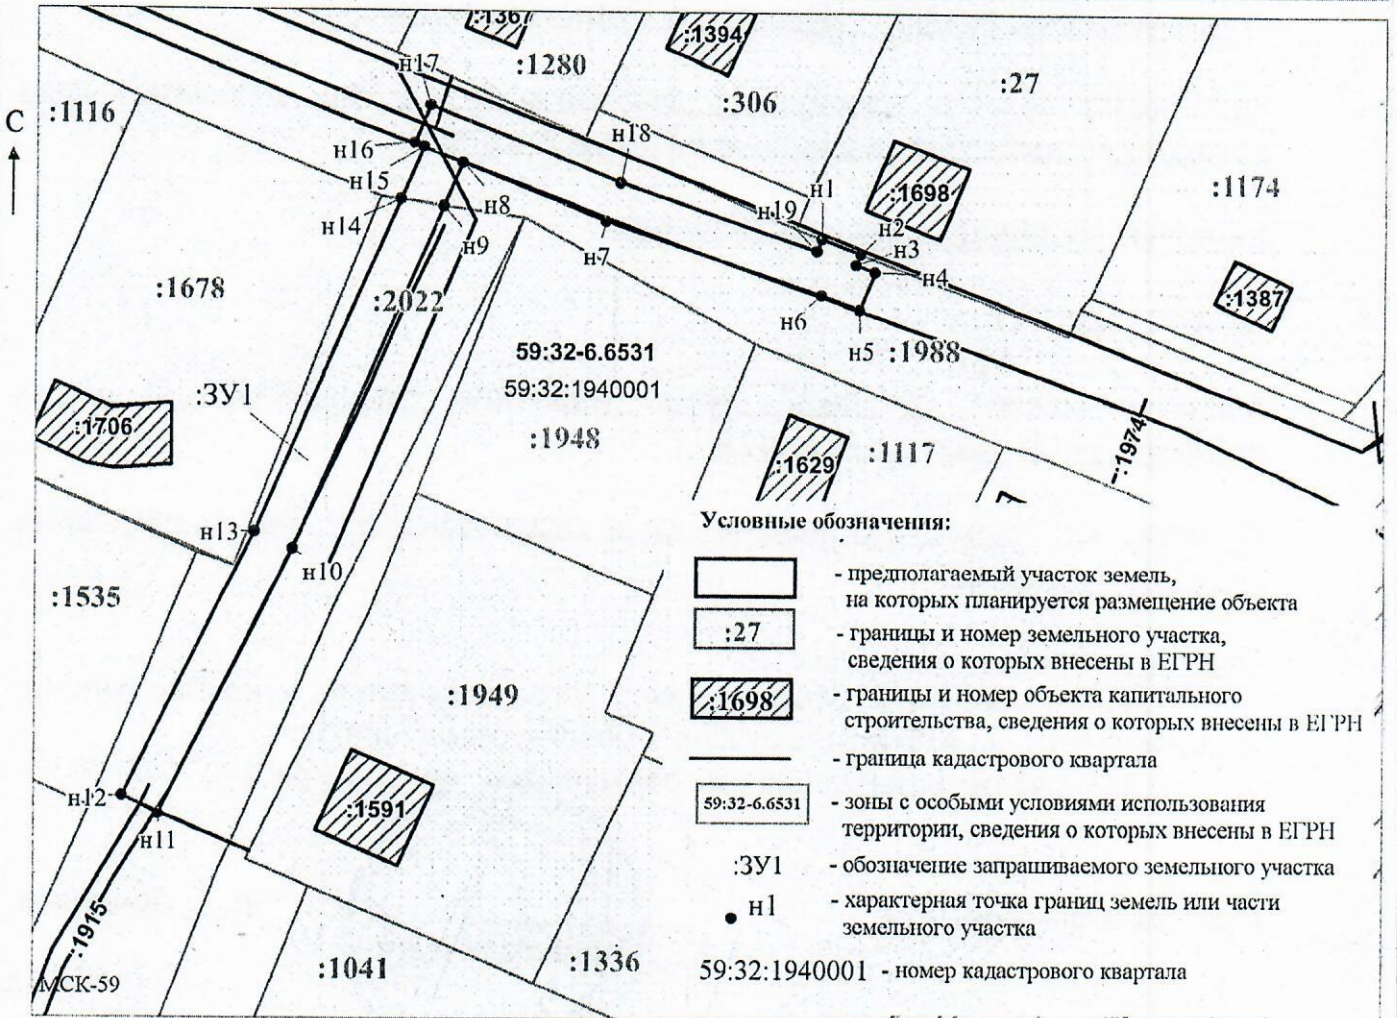 :1367
:1394
н17
:1280
:306
:27
:1116
С
н16
н18
н15
н14
н8
н9
н7
н19
н1
:1698
н2
н3
н4
:1174
:1387
:1678
:2022
н6
н5
:1988
59:32-6.6531
59:32:1940001
:ЗУ1
:1948
:1706
:1629
:1117
:1974
н13
н10
:1535
:1949
:1591
н12
н11
:1915
:1041
:1336
МСК-59
Условные обозначения:
- предполагаемый участок земель,
на которых планируется размещение объекта
:27
- границы и номер земельного участка,
сведения о которых внесены в ЕГРН
:1698
- границы и номер объекта капитального
строительства, сведения о которых внесены в ЕГРН
- граница кадастрового квартала
59:32-6.6531
- зоны с особыми условиями использования
территории, сведения о которых внесены в ЕГРН
:ЗУ1
- обозначение запрашиваемого земельного участка
н1
- характерная точка границ земель или части
земельного участка
59:32:1940001 - номер кадастрового квартала